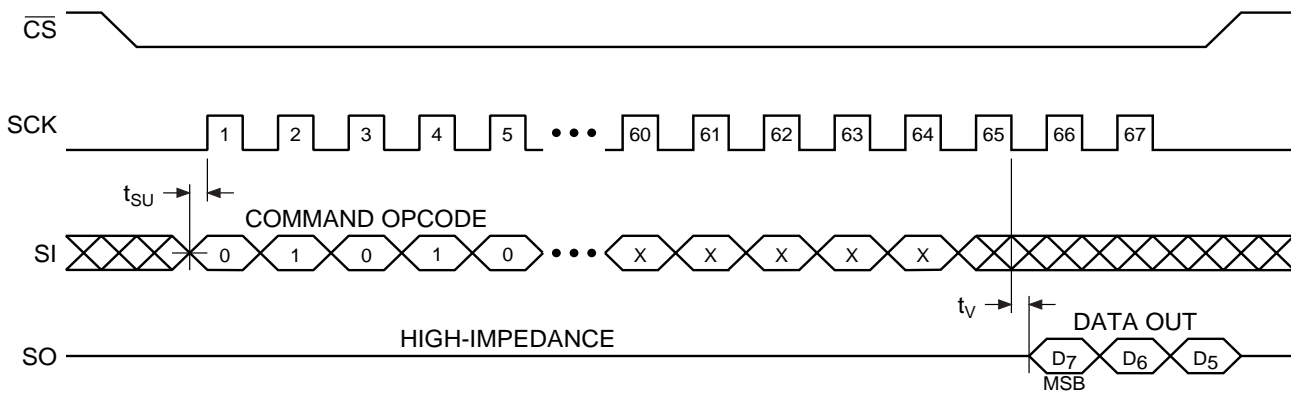 CS
SCK
1 2 3 4 5 • • • 60 61 62 63 64 65 66 67
tSU
COMMAND OPCODE
SI
0 1 0 1 0 • • • X X X X X
tV
HIGH-IMPEDANCE
DATA OUT
SO
D7 D6 D5
MSB